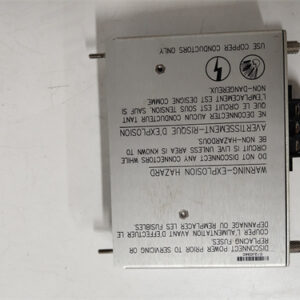 DISCONNECT POWER PRIOR TO SERVICING OR
REPLACING FUSES.
COUPER L'ALIMENTATION AVANT D'EFFECTUER LE
DEPANNAGE OU REMPLACER LES FUSIBLES.
WARNING-EXPLOSION HAZARD
DO NOT DISCONNECT ANY CONNECTORS WHILE
CIRCUIT IS LIVE UNLESS AREA IS KNOWN TO
BE NON-HAZARDOUS
AVERTISSEMENT-RISQUE D'EXPLOSION
NE DECONNECTER AUCUN CONDUCTEUR TANT
QUE LE CIRCUIT EST SOUS TENSION, SAUF SI
L'EMPLACEMENT EST DESIGNE COMME
NON-DANGEREUX.
USE COPPER CONDUCTORS ONLY